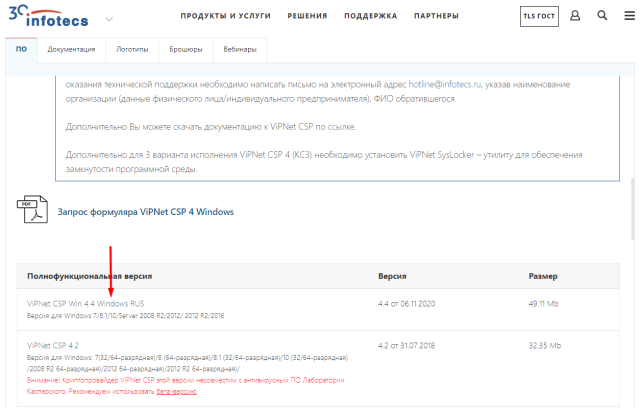 30 infotecs
ПРОДУКТЫ И УСЛУГИ РЕШЕНИЯ ПОДДЕРЖКА ПАРТНЕРЫ TLS ГОСТ
ПО Документация Логотипы Брошюры Вебинары
оказания технической поддержки необходимо написать письмо на электронный адрес hotline@infotecs.ru, указав наименование
организации (данные физического лица/индивидуального предпринимателя), ФИО обратившегося.
Дополнительно Вы можете скачать документацию к ViPNet CSP по ссылке.
Дополнительно для 3 варианта исполнения ViPNet CSP 4 (КС3) необходимо установить ViPNet SysLocker – утилиту для обеспечения
замкнутости программной среды.
PDF Запрос формуляра ViPNet CSP 4 Windows
Полнофункциональная версия Версия Размер
ViPNet CSP Win 4.4 Windows RUS 4.4 от 06.11.2020 49.11 Mb
Версия для Windows 7/8.1/10/Server 2008 R2/2012/ 2012 R2/2016
ViPNet CSP 4.2 4.2 от 31.07.2018 32.35 Mb
Версия для Windows: 7(32/64-разрядная)/8 (64-разрядная)/8.1 (32/64-разрядная)/10 (32/64-разрядная)
/2008 R2 64-разрядная)/2012 64-разрядная)/2012 R2 64-разрядная)/
Внимание! Криптопровайдер ViPNet CSP этой версии несовместим с антивирусным ПО Лаборатории
Касперского. Рекомендуем использовать бета-версию